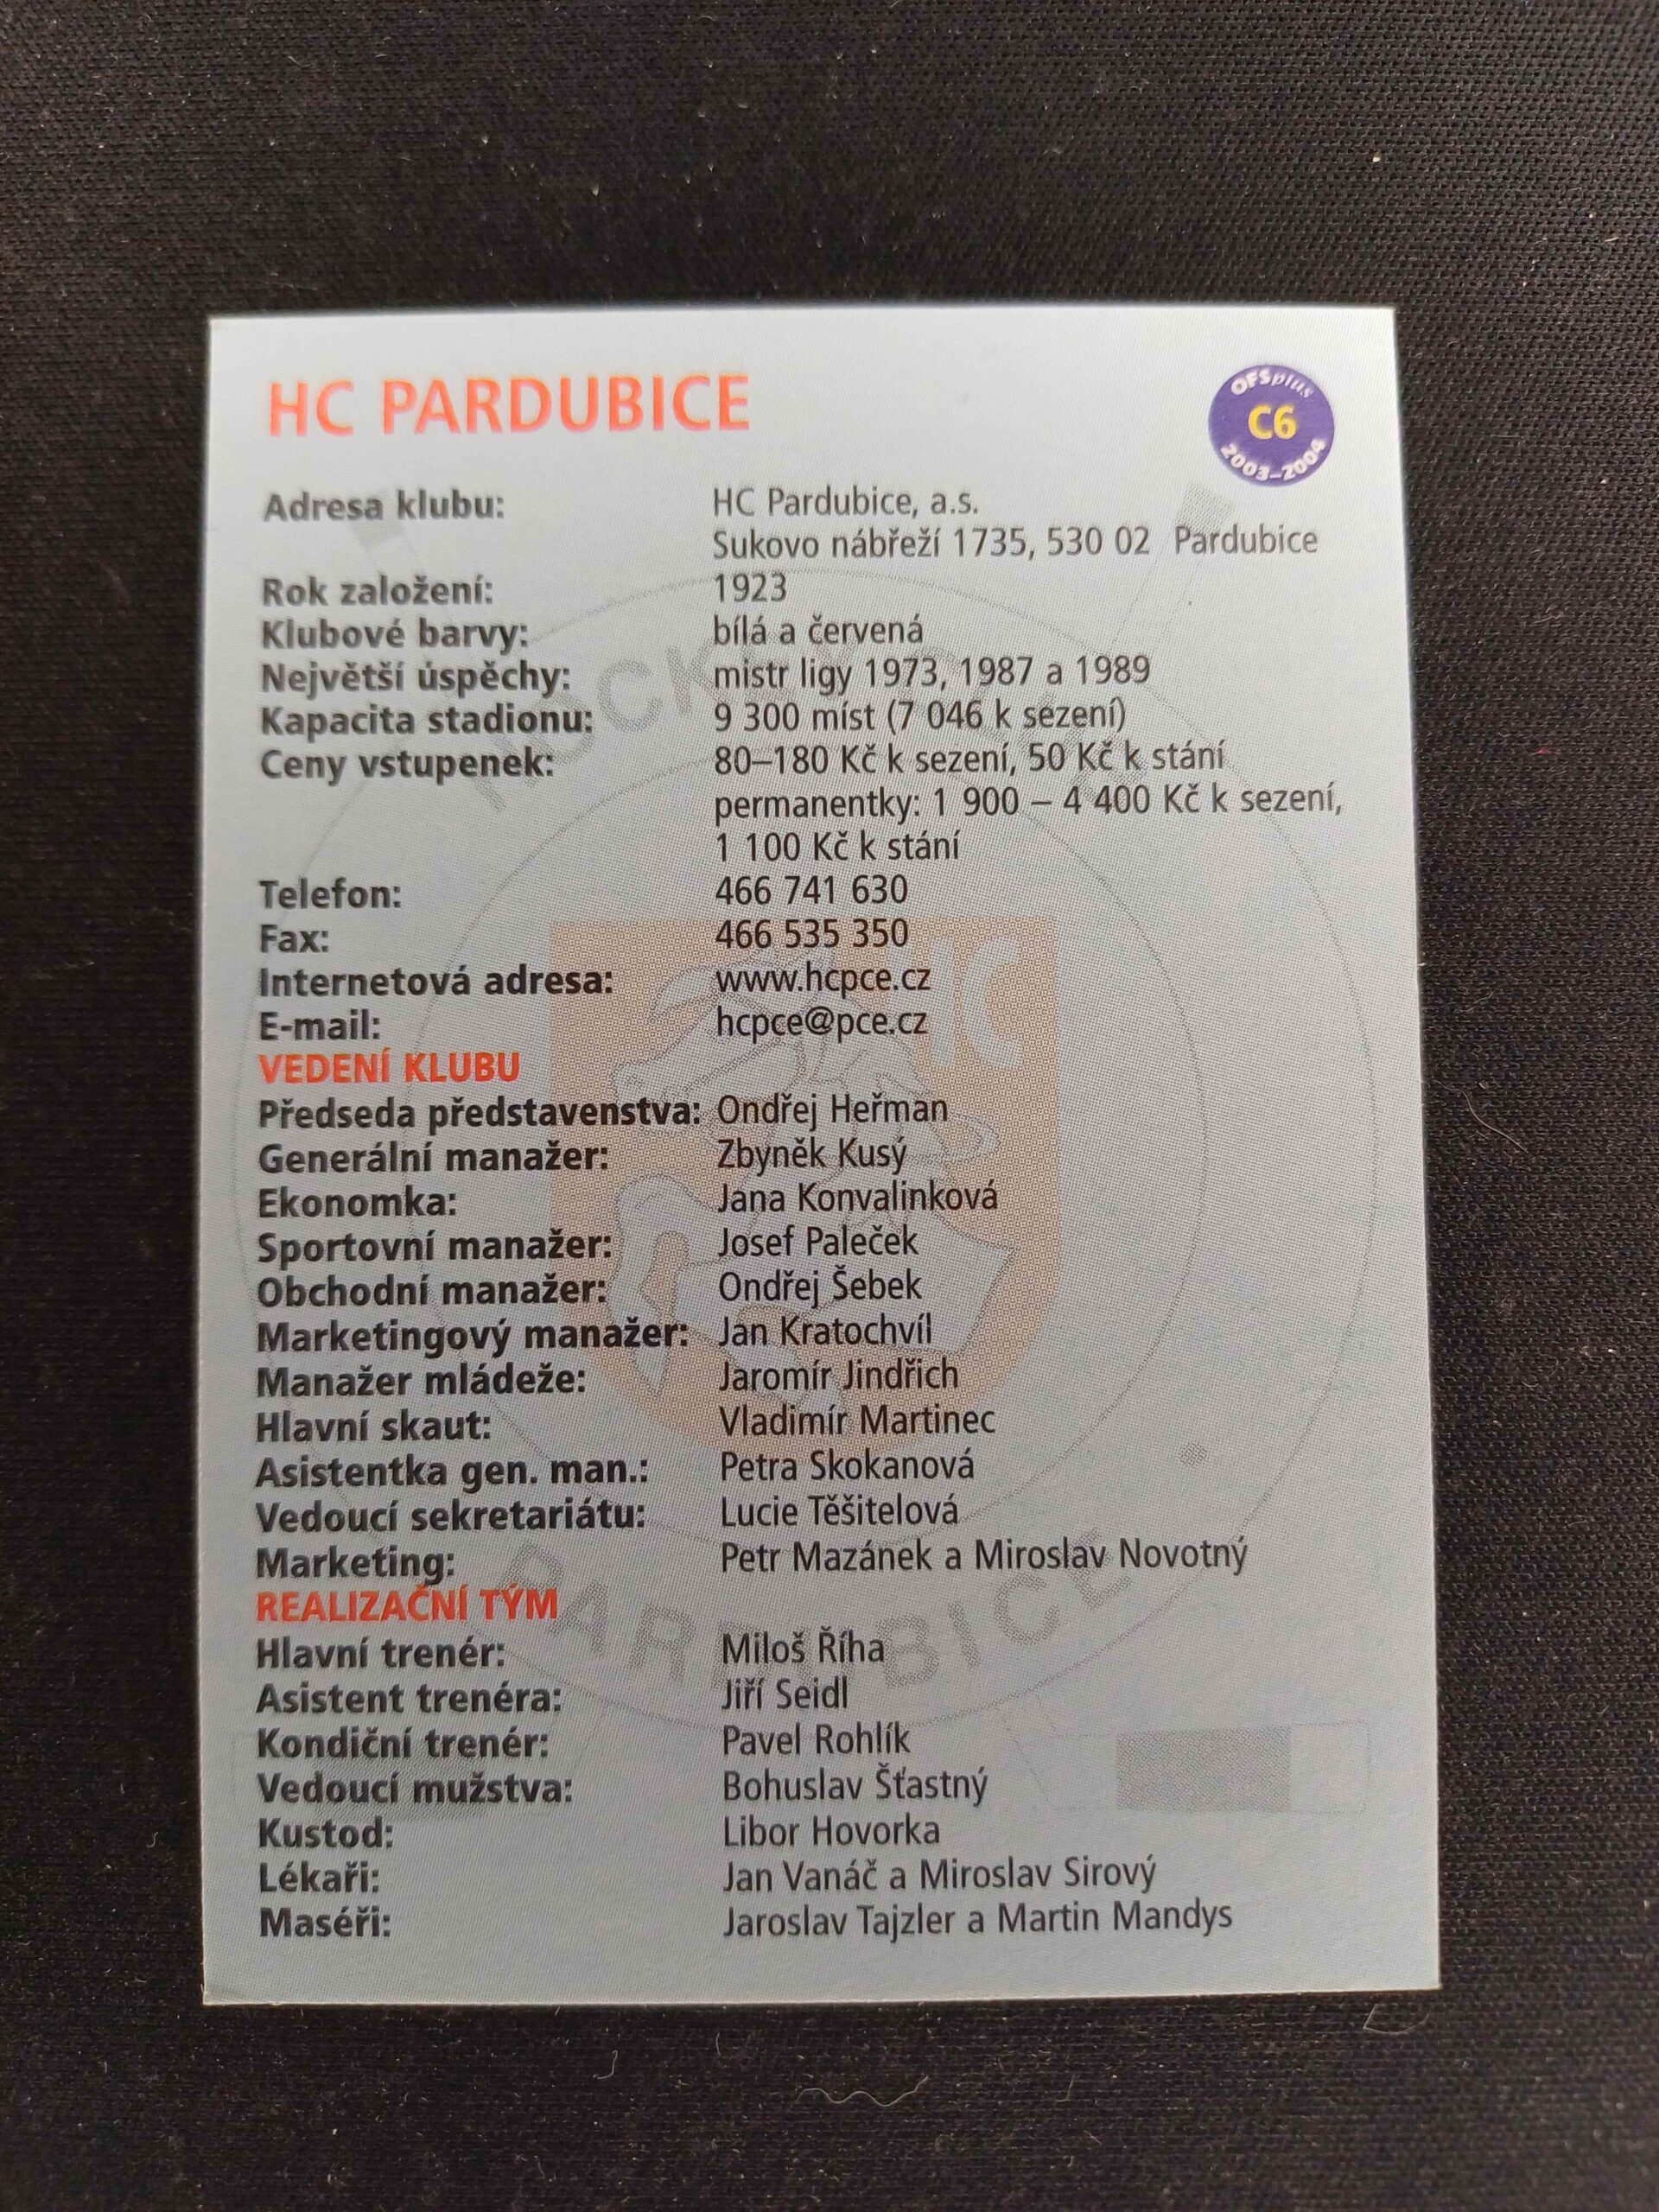 HC PARDUBICE
OFSplus
C6
2003–2004
Adresa klubu: HC Pardubice, a.s.
Sukovo nábřeží 1735, 530 02 Pardubice
Rok založení: 1923
Klubové barvy: bílá a červená
Největší úspěchy: mistr ligy 1973, 1987 a 1989
Kapacita stadionu: 9 300 míst (7 046 k sezení)
Ceny vstupenek: 80–180 Kč k sezení, 50 Kč k stání
permanentky: 1 900 – 4 400 Kč k sezení,
1 100 Kč k stání
Telefon: 466 741 630
Fax: 466 535 350
Internetová adresa: www.hcpce.cz
E-mail: hcpce@pce.cz
VEDENÍ KLUBU
Předseda představenstva: Ondřej Heřman
Generální manažer: Zbyněk Kusý
Ekonomka: Jana Konvalinková
Sportovní manažer: Josef Paleček
Obchodní manažer: Ondřej Šebek
Marketingový manažer: Jan Kratochvíl
Manažer mládeže: Jaromír Jindřich
Hlavní skaut: Vladimír Martinec
Asistentka gen. man.: Petra Skokanová
Vedoucí sekretariátu: Lucie Těšitelová
Marketing: Petr Mazánek a Miroslav Novotný
REALIZAČNÍ TÝM
Hlavní trenér: Miloš Říha
Asistent trenéra: Jiří Seidl
Kondiční trenér: Pavel Rohlík
Vedoucí mužstva: Bohuslav Šťastný
Kustod: Libor Hovorka
Lékaři: Jan Vanáč a Miroslav Sirový
Maséři: Jaroslav Tajzler a Martin Mandys
HC
PARDUBICE